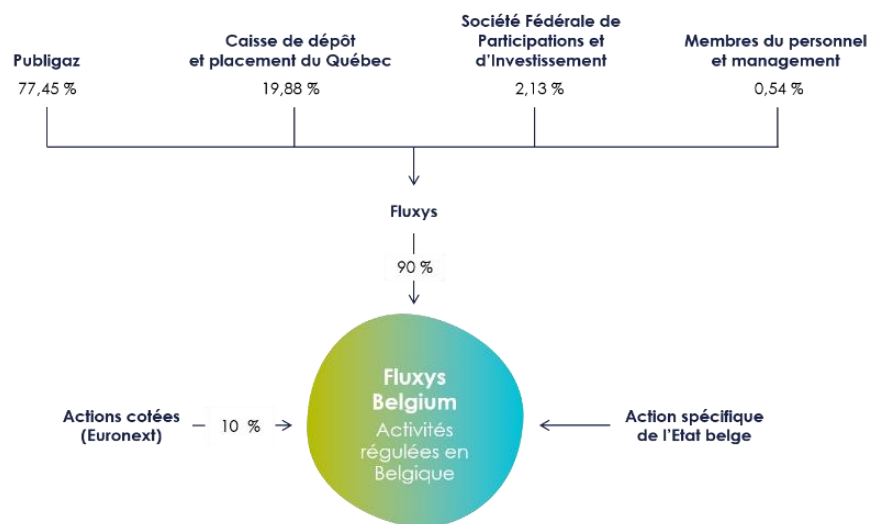 Publigaz
77,45 %
Caisse de dépôt
et placement du Québec
19,88 %
Société Fédérale de
Participations et
d'Investissement
2,13 %
Membres du personnel
et management
0,54 %
Fluxys
90 %
Fluxys
Belgium
Activités
régulées en
Belgique
Actions cotées
(Euronext)
10 %
Action spécifique
de l'Etat belge